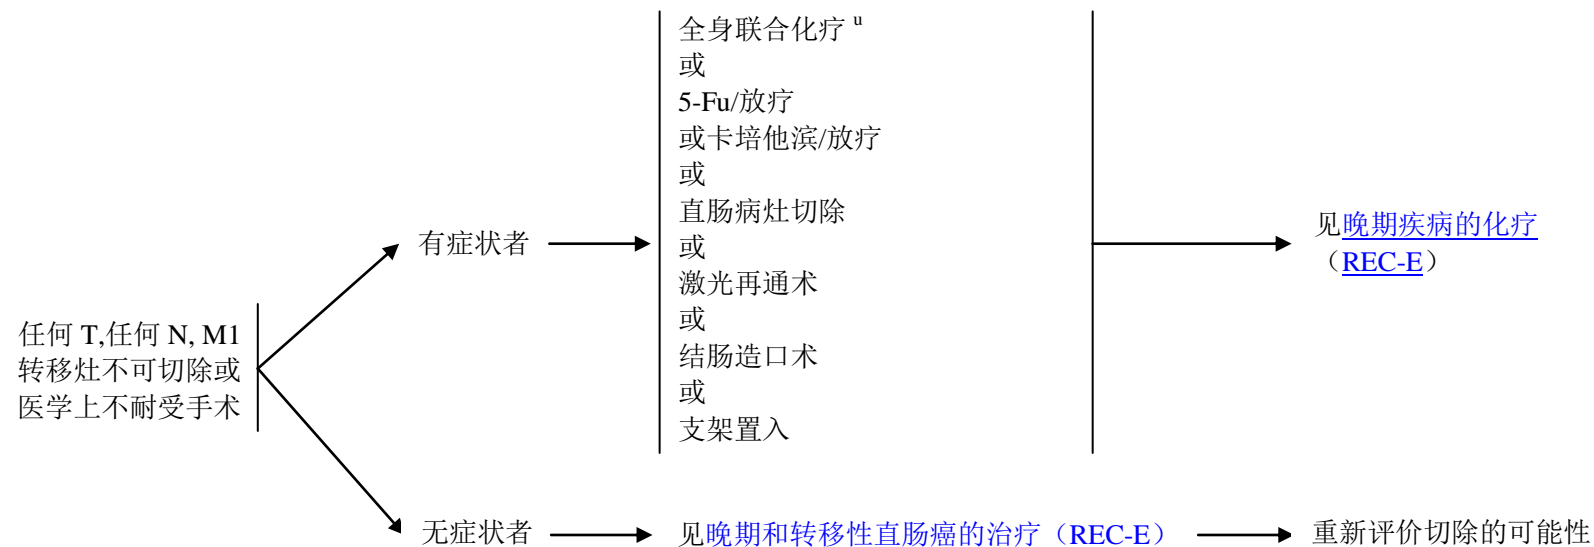 任何 T,任何 N, M1
转移灶不可切除或
医学上不耐受手术
有症状者
全身联合化疗 u
或
5-Fu/放疗
或卡培他滨/放疗
或
直肠病灶切除
或
激光再通术
或
结肠造口术
或
支架置入
见晚期疾病的化疗
（REC-E）
无症状者
见晚期和转移性直肠癌的治疗（REC-E）
重新评价切除的可能性